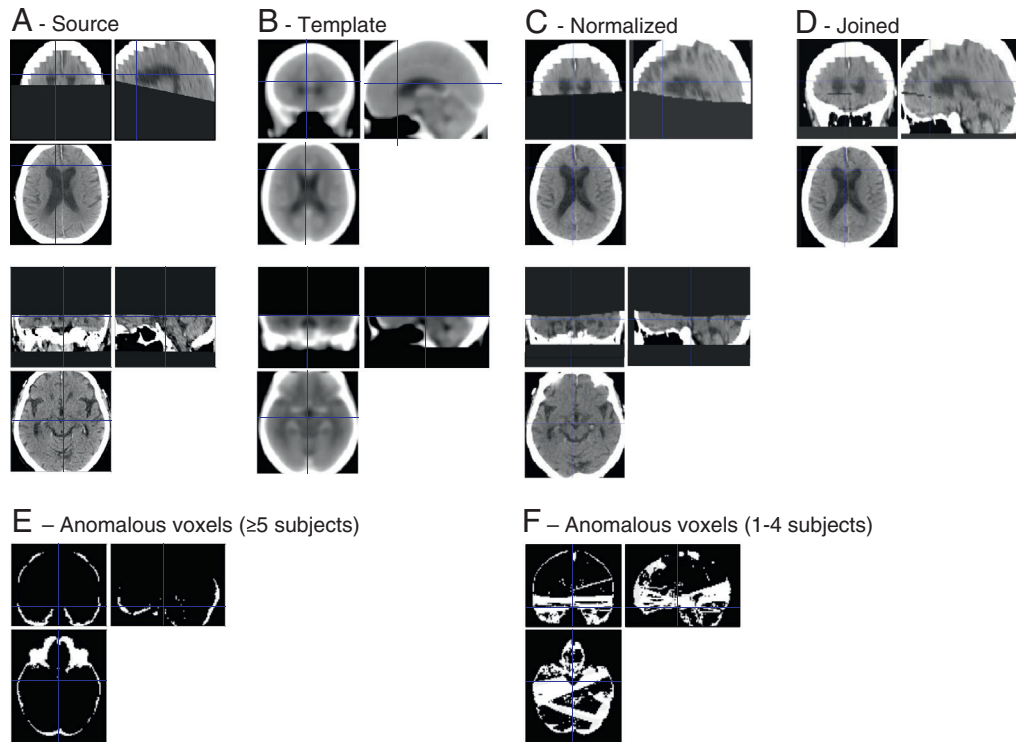 A - Source
B - Template
C - Normalized
D - Joined
E – Anomalous voxels (≥5 subjects)
F – Anomalous voxels (1-4 subjects)